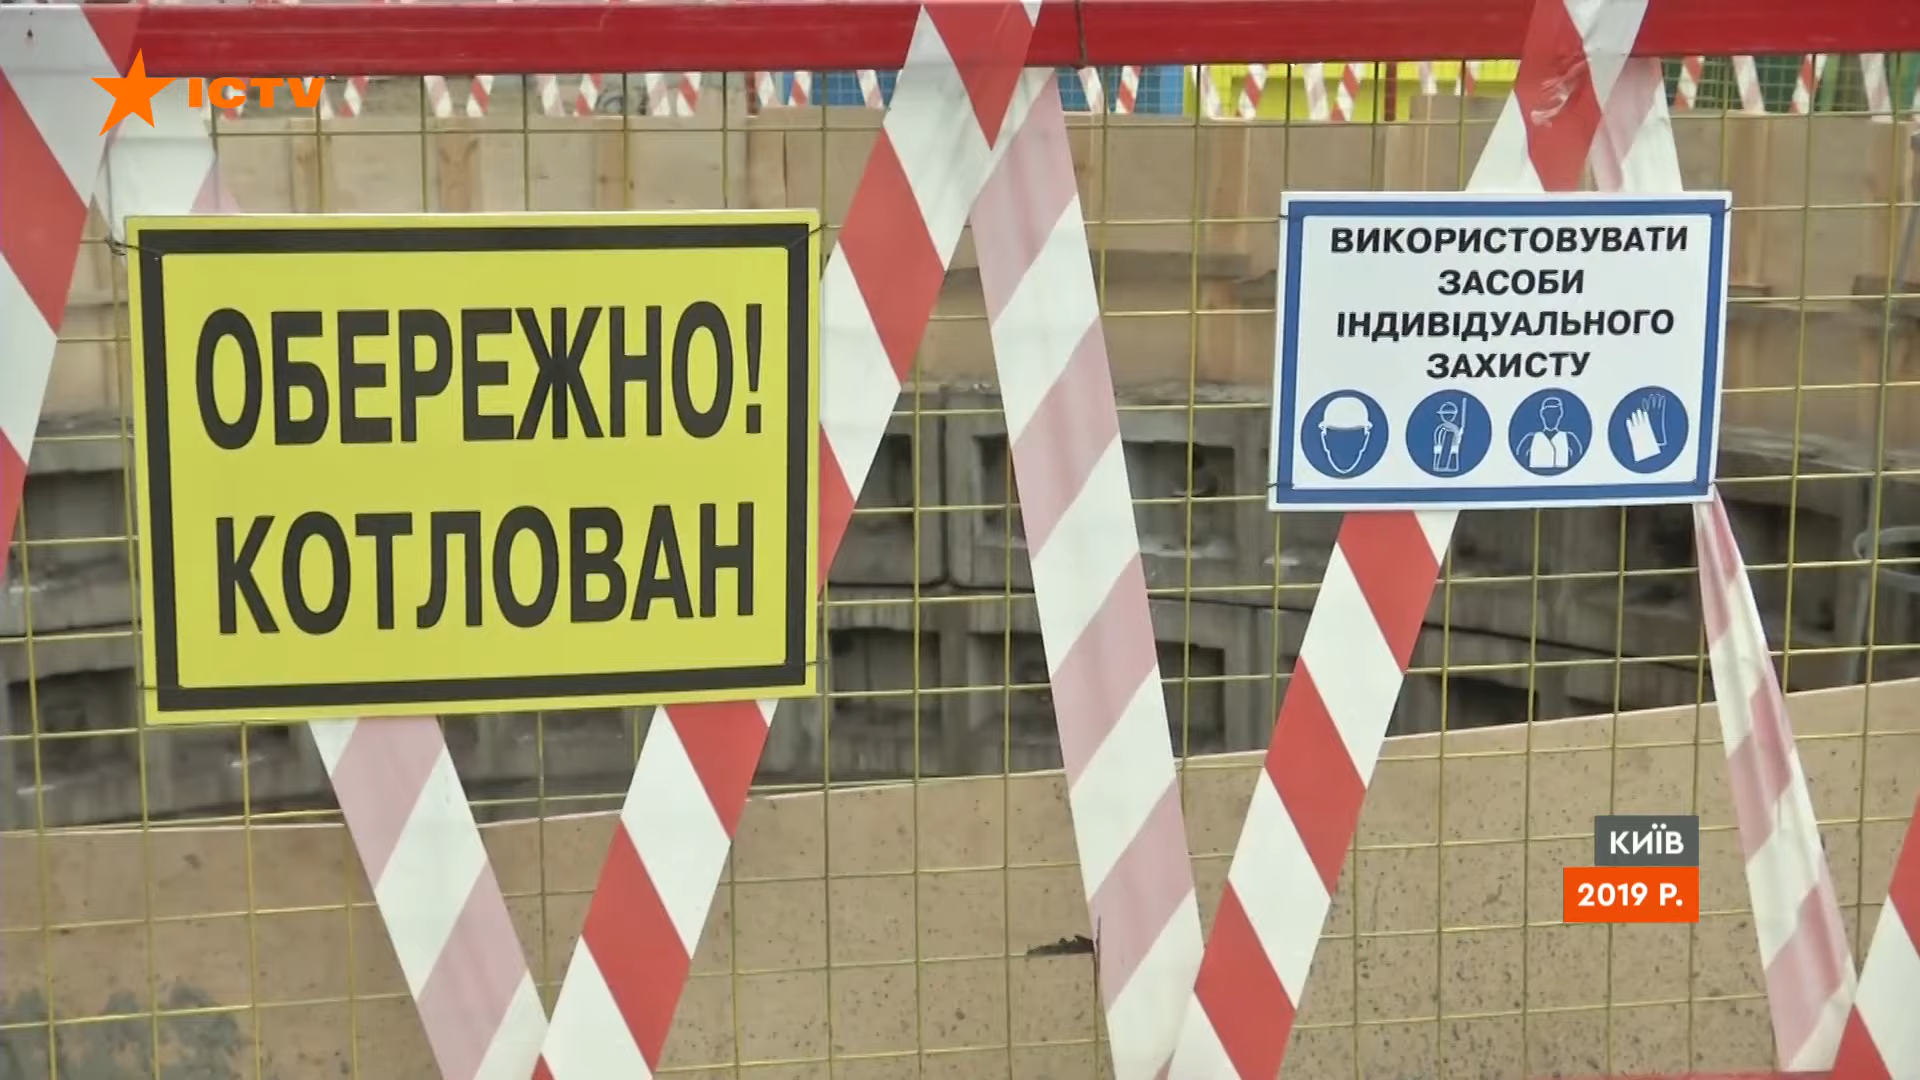 ICTV
ОБЕРЕЖНО!
КОТЛОВАН
ВИКОРИСТОВУВАТИ
ЗАСОБИ
ІНДИВІДУАЛЬНОГО
ЗАХИСТУ
КИЇВ
2019 Р.